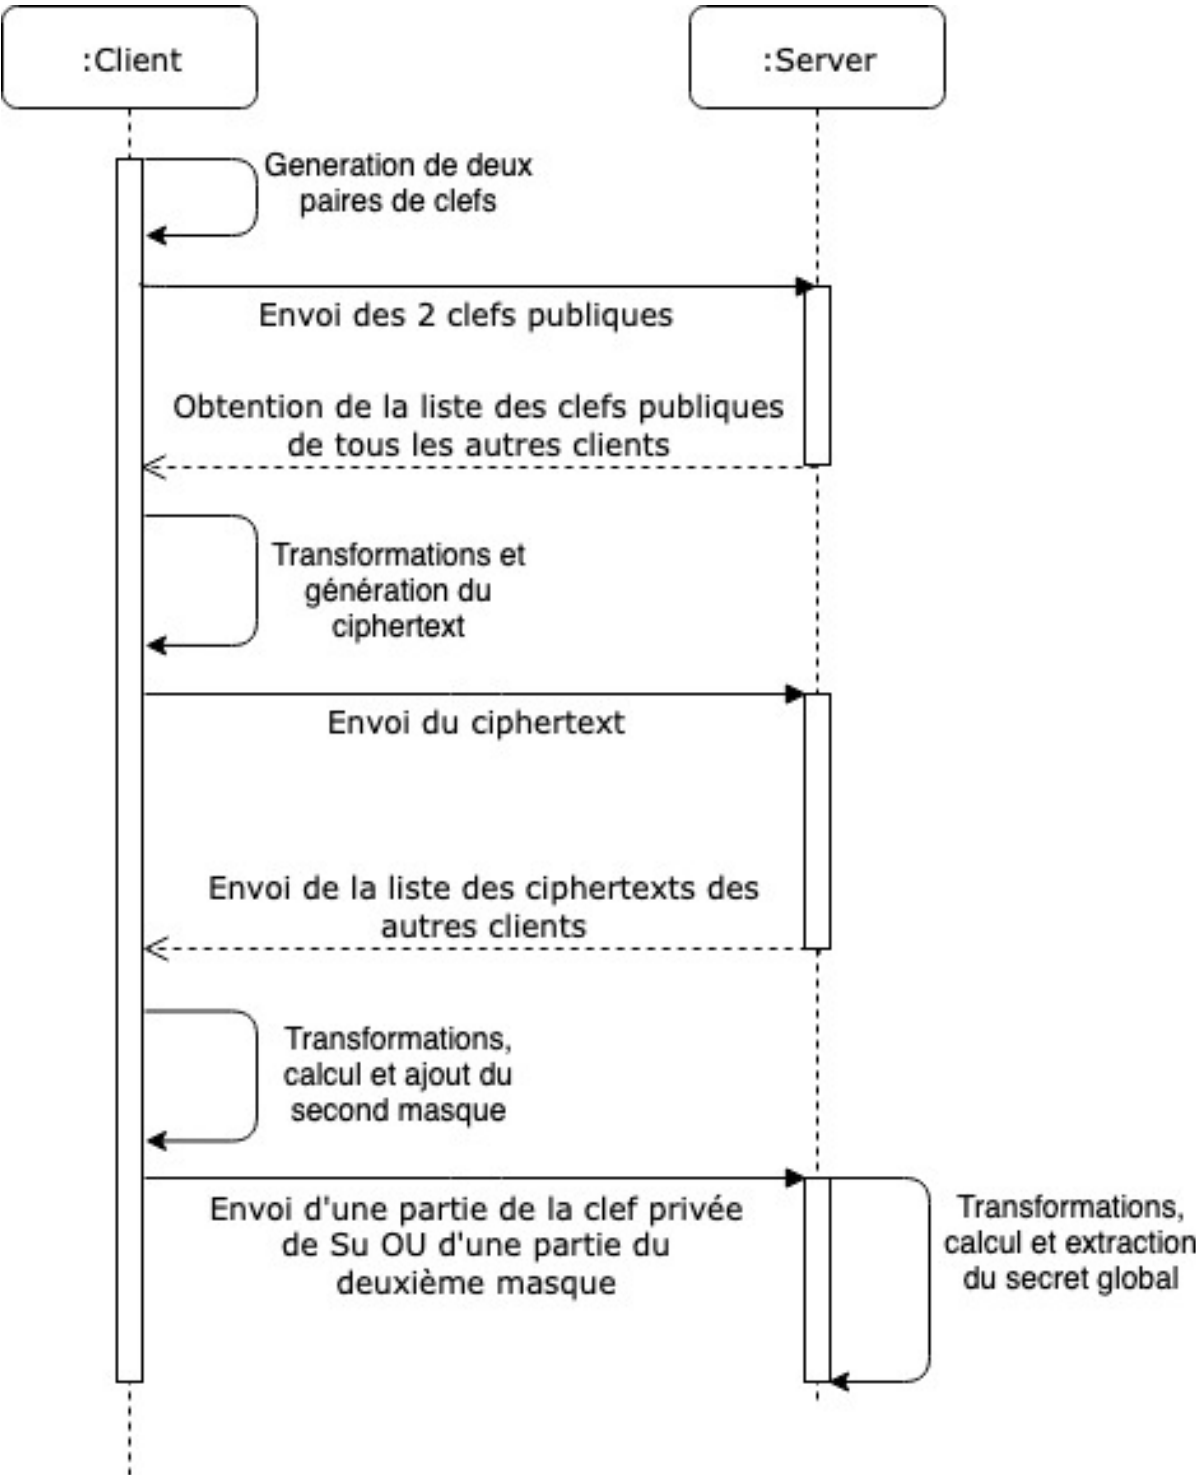 :Client
:Server
Generation de deux
paires de clefs
Envoi des 2 clefs publiques
Obtention de la liste des clefs publiques
de tous les autres clients
Transformations et
génération du
ciphertext
Envoi du ciphertext
Envoi de la liste des ciphertexts des
autres clients
Transformations,
calcul et ajout du
second masque
Envoi d'une partie de la clef privée
de Su OU d'une partie du
deuxième masque
Transformations,
calcul et extraction
du secret global